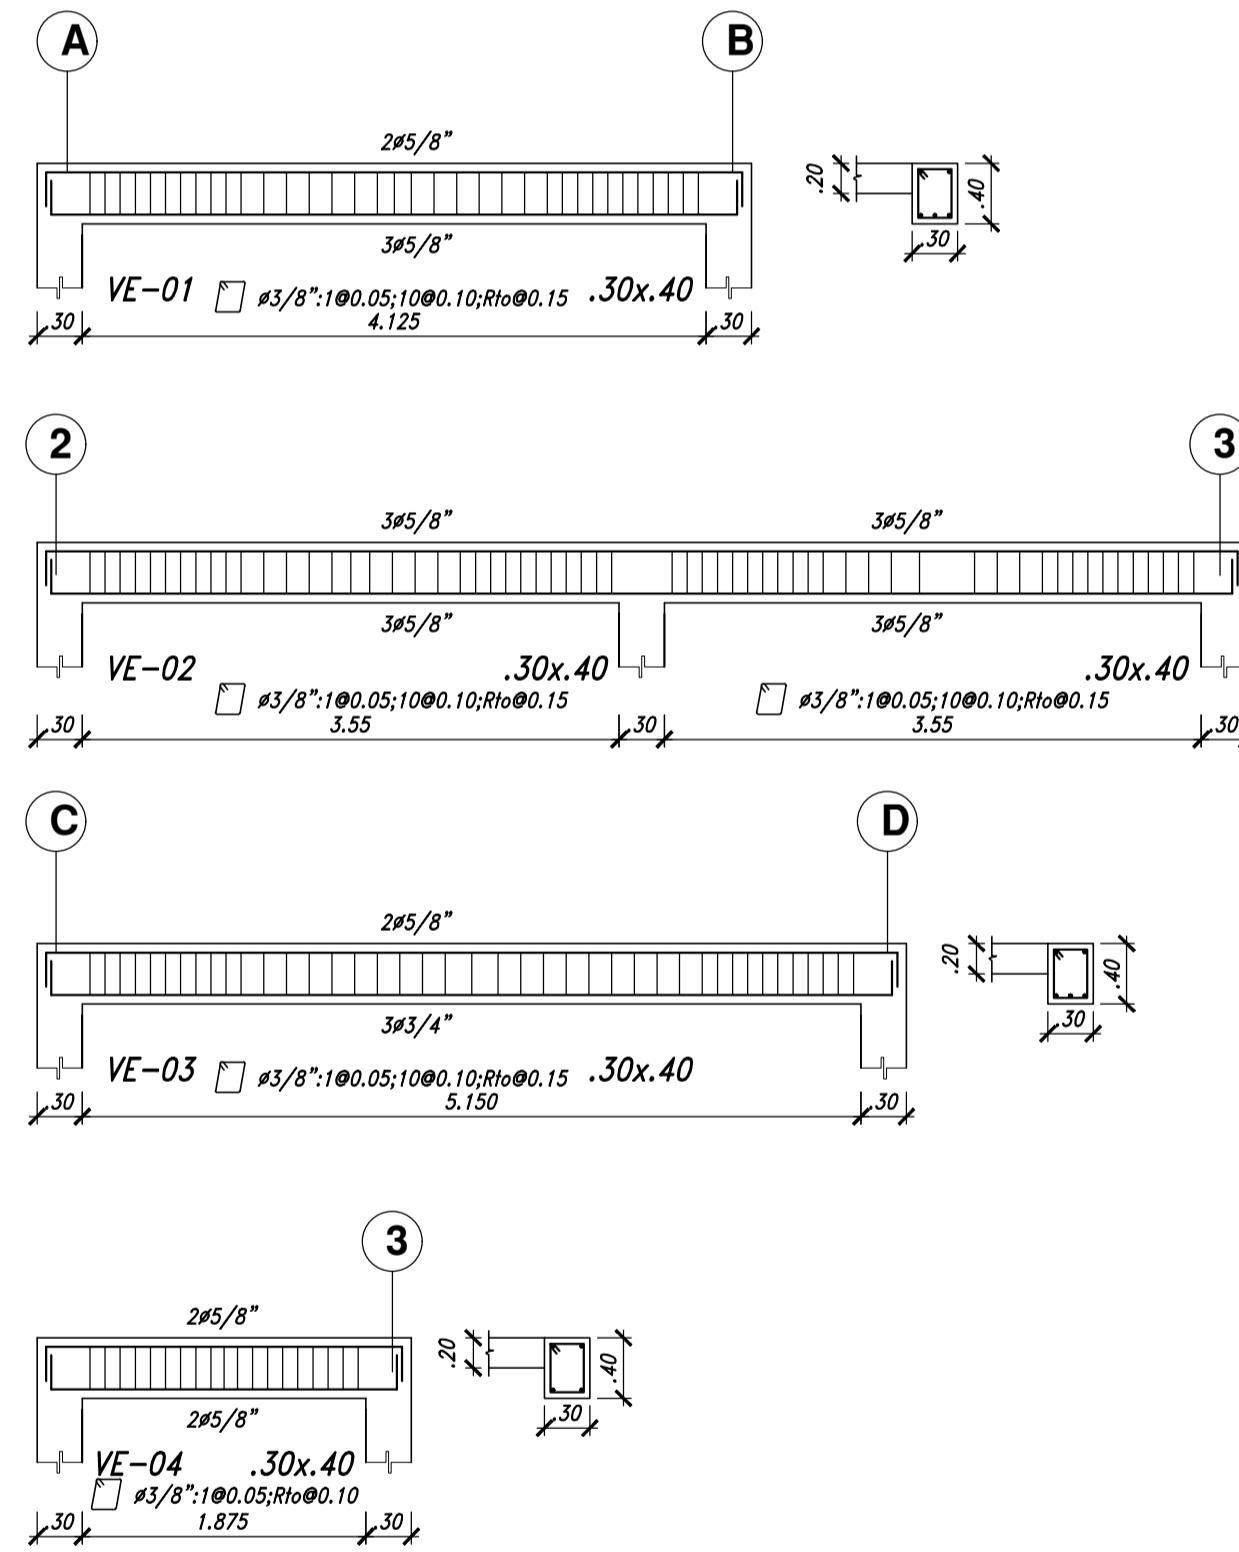 A B
2ø5/8"
.20
.40
.30
3ø5/8"
VE-01 ø3/8":1@0.05;10@0.10;Rto@0.15 .30x.40
.30 4.125 .30
2 3
3ø5/8" 3ø5/8"
3ø5/8" 3ø5/8"
VE-02 .30x.40 .30x.40
ø3/8":1@0.05;10@0.10;Rto@0.15 ø3/8":1@0.05;10@0.10;Rto@0.15
.30 3.55 .30 3.55 .30
C D
2ø5/8"
.20
.40
.30
3ø3/4"
VE-03 ø3/8":1@0.05;10@0.10;Rto@0.15 .30x.40
.30 5.150 .30
3
2ø5/8"
.20
.40
.30
2ø5/8"
VE-04 .30x.40
ø3/8":1@0.05;Rto@0.10
.30 1.875 .30